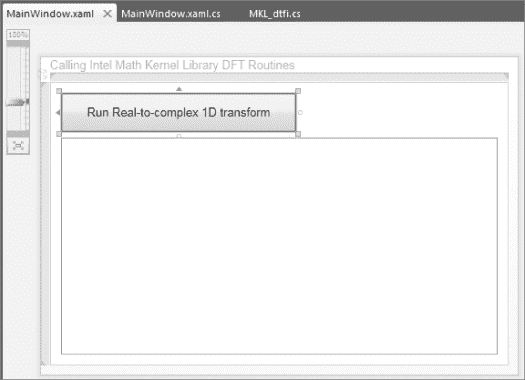 MainWindow.xaml MainWindow.xaml.cs MKL_dtfi.cs
100%
Calling Intel Math Kernel Library DFT Routines
Run Real-to-complex 1D transform